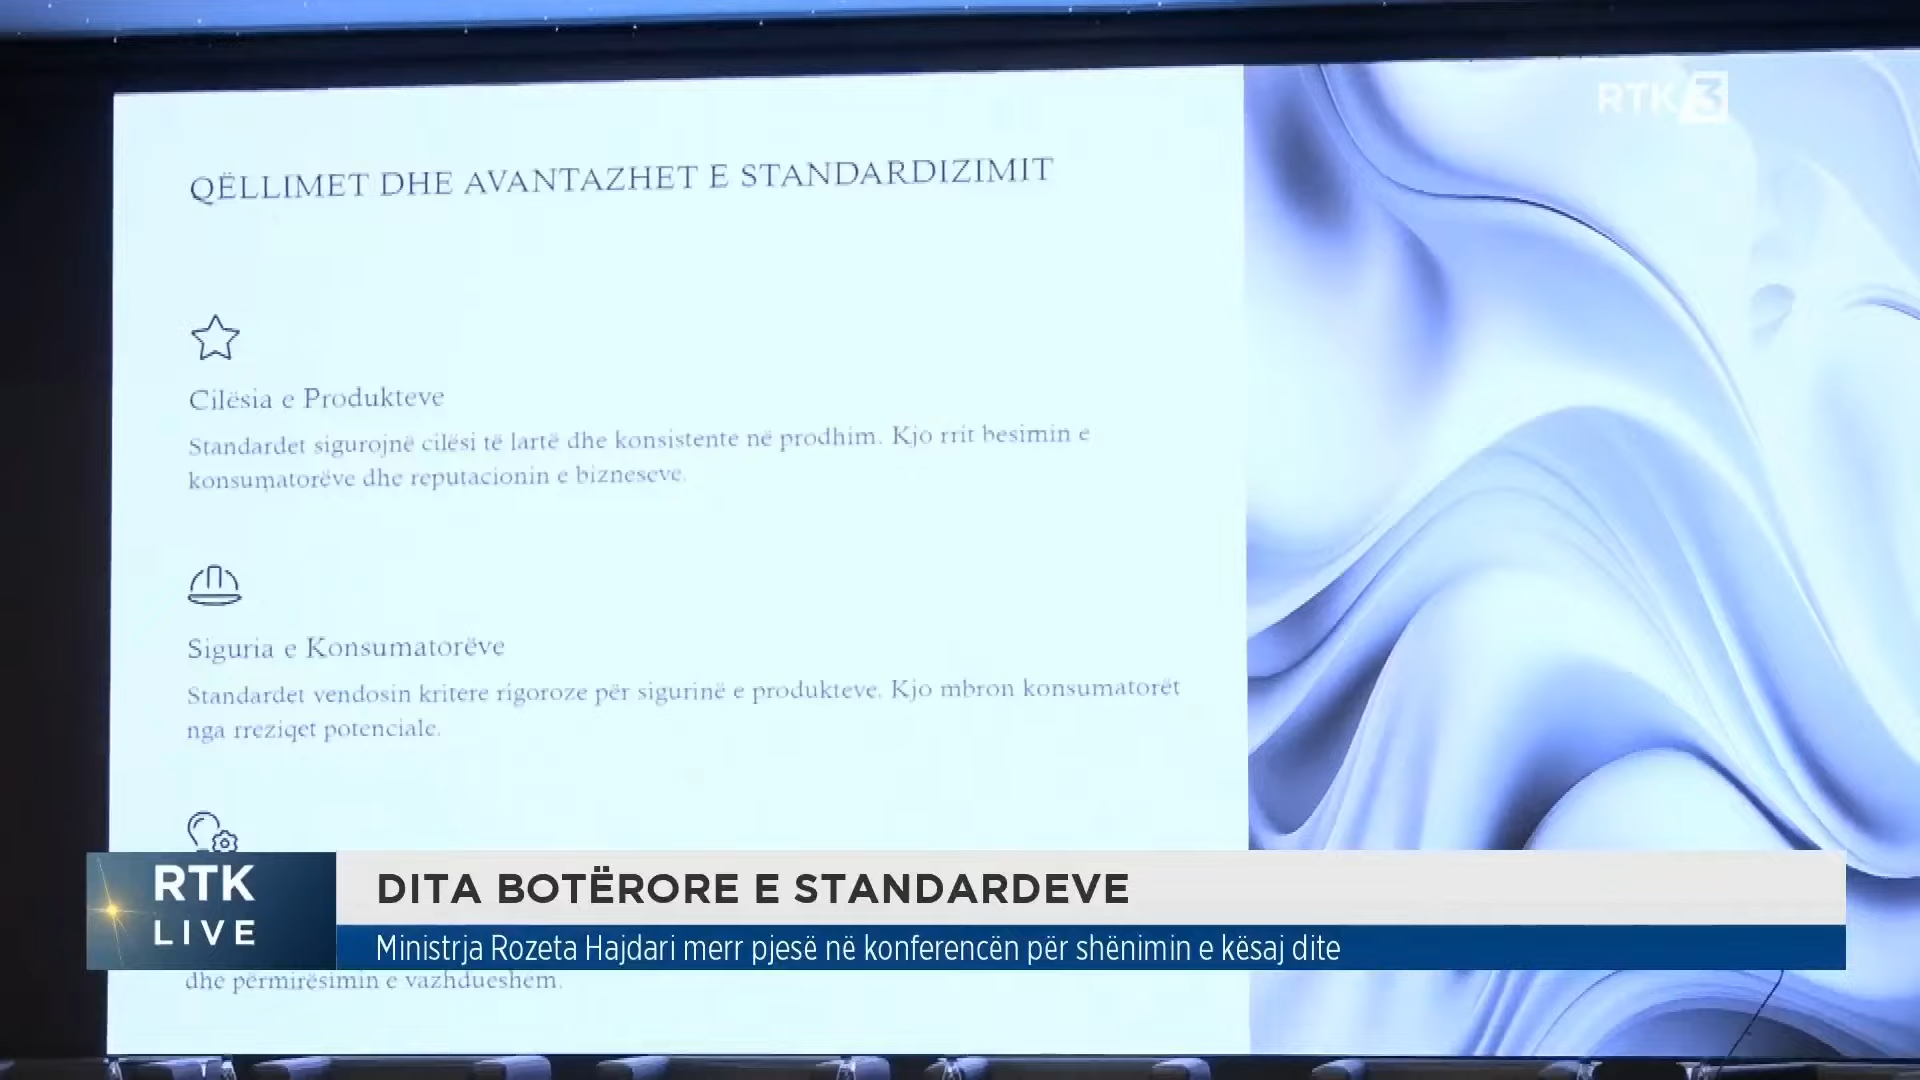 RTK 3
QËLLIMET DHE AVANTAZHET E STANDARDIZIMIT
Cilësia e Produkteve
Standardet sigurojnë cilësi të lartë dhe konsistente në prodhim. Kjo rrit besimin e
konsumatorëve dhe reputacionin e bizneseve.
Siguria e Konsumatorëve
Standardet vendosin kritere rigoroze për sigurinë e produkteve. Kjo mbron konsumatorët
nga rreziqet potenciale.
RTK
LIVE
DITA BOTËRORE E STANDARDEVE
Ministrja Rozeta Hajdari merr pjesë në konferencën për shënimin e kësaj dite
dhe përmirësimin e vazhdueshem.